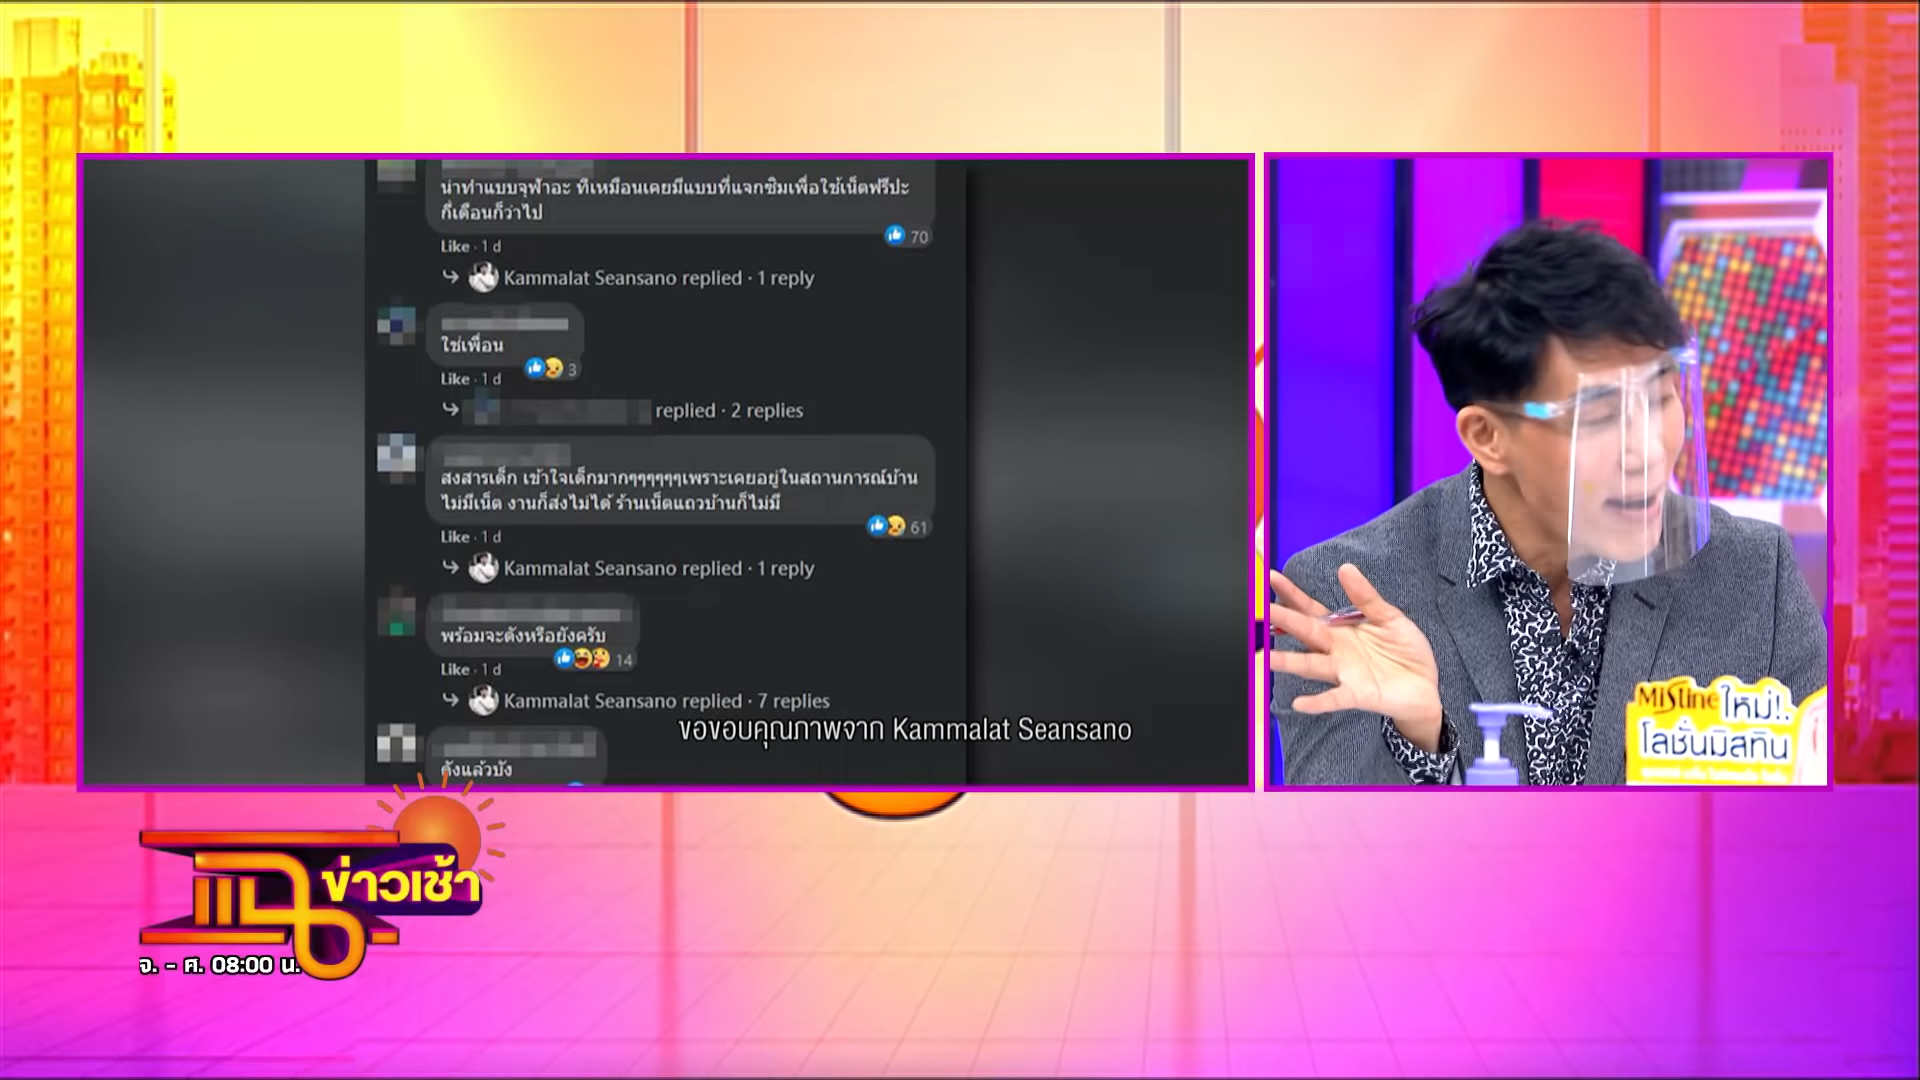 น่าทำแบบจุฬาอะ ที่เหมือนเคยมีแบบที่แจกซิมเพื่อใช้เน็ตฟรีปะ
กี่เดือนก็ว่าไป
70
Like · 1 d
Kammalat Seansano replied · 1 reply
ใช่เพื่อน
3
Like · 1 d
replied · 2 replies
สงสารเด็ก เข้าใจเด็กมากๆๆๆๆๆๆเพราะเคยอยู่ในสถานการณ์บ้าน
ไม่มีเน็ต งานก็ส่งไม่ได้ ร้านเน็ตแถวบ้านก็ไม่มี
61
Like · 1 d
Kammalat Seansano replied · 1 reply
พร้อมจะดังหรือยังครับ
14
Like · 1 d
Kammalat Seansano replied · 7 replies
ขอขอบคุณภาพจาก Kammalat Seansano
ดังแล้วบัง
Mistine ใหม่!
โลชั่นมิสทิน
แฉ ข่าวเช้า
จ. - ศ. 08:00 น.